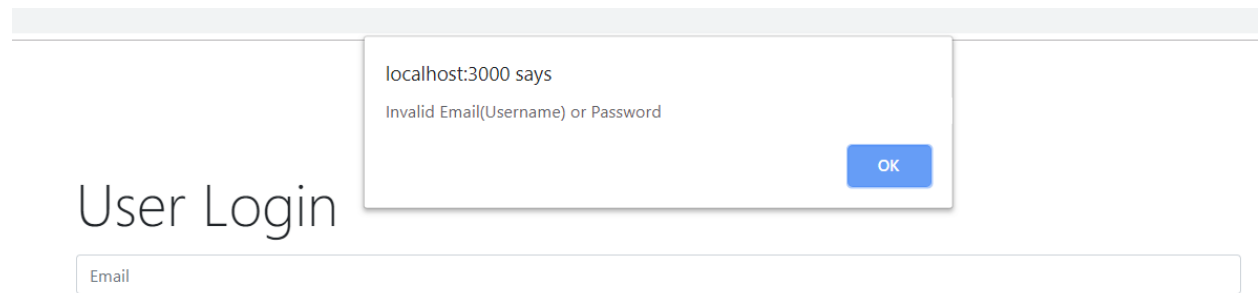 localhost:3000 says
Invalid Email(Username) or Password
OK
User Login
Email